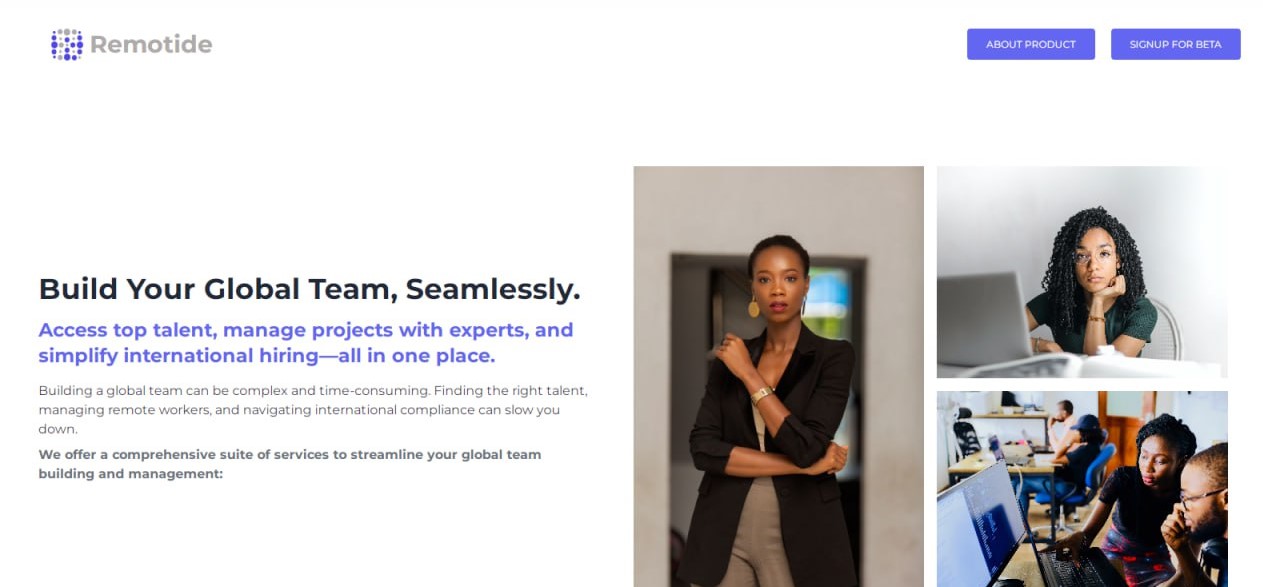 Remotide
ABOUT PRODUCT
SIGNUP FOR BETA
Build Your Global Team, Seamlessly.
Access top talent, manage projects with experts, and
simplify international hiring—all in one place.
Building a global team can be complex and time-consuming. Finding the right talent,
managing remote workers, and navigating international compliance can slow you
down.
We offer a comprehensive suite of services to streamline your global team
building and management: